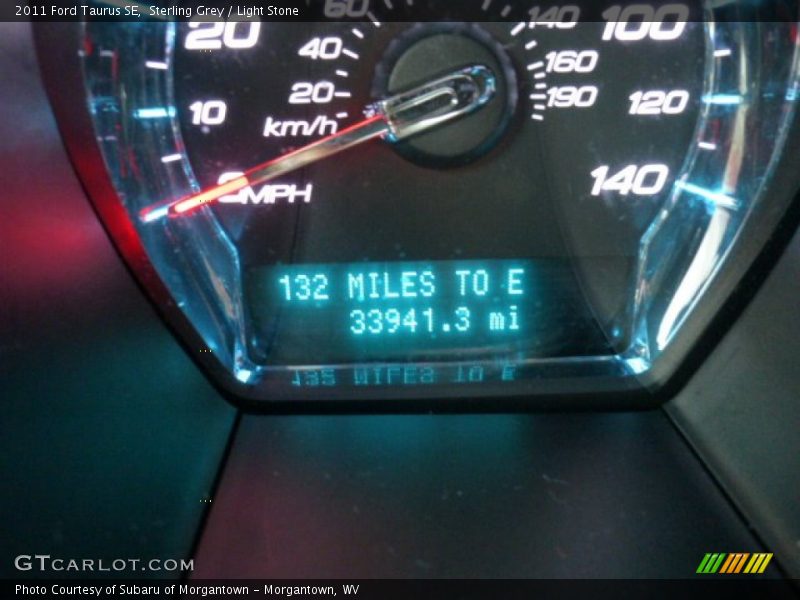 2011 Ford Taurus SE, Sterling Grey / Light Stone
60 140 100
20 40 160
20 190 120
10 km/h
140
MPH
132 MILES TO E
33941.3 mi
GTCARLOT.COM
Photo Courtesy of Subaru of Morgantown - Morgantown, WV